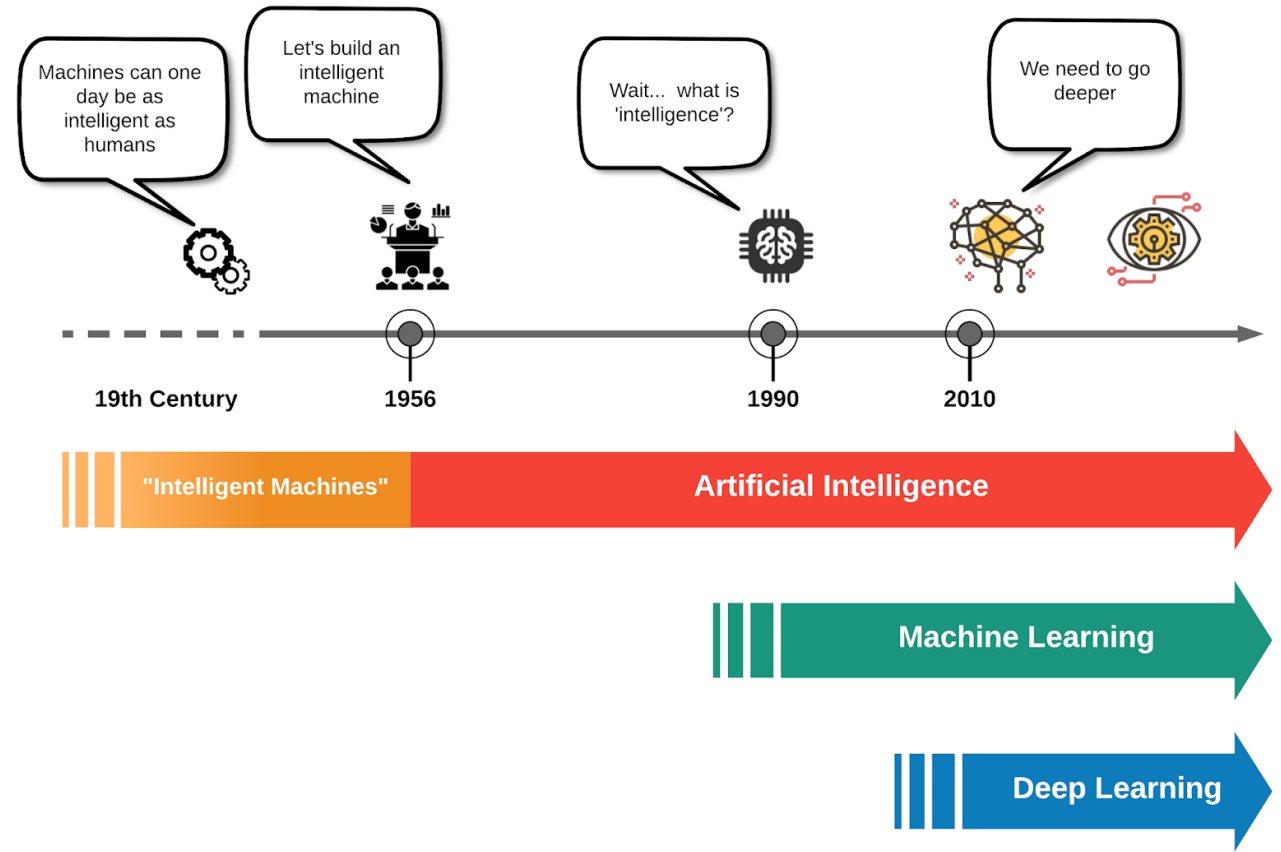 Machines can one
day be as
intelligent as
humans
Let's build an
intelligent
machine
Wait... what is
'intelligence'?
We need to go
deeper
19th Century
1956
1990
2010
"Intelligent Machines"
Artificial Intelligence
Machine Learning
Deep Learning